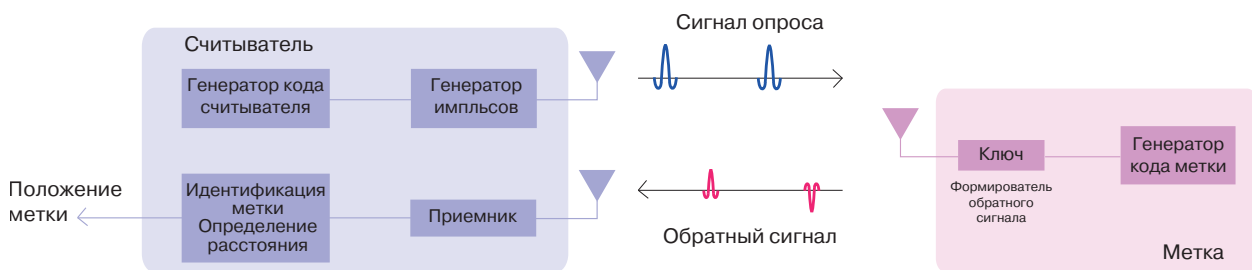 Считыватель
Генератор кода
считывателя
Генератор
импльсов
Сигнал опроса
Положение
метки
Идентификация
метки
Определение
расстояния
Приемник
Обратный сигнал
Ключ
Формирователь
обратного
сигнала
Генератор
кода метки
Метка